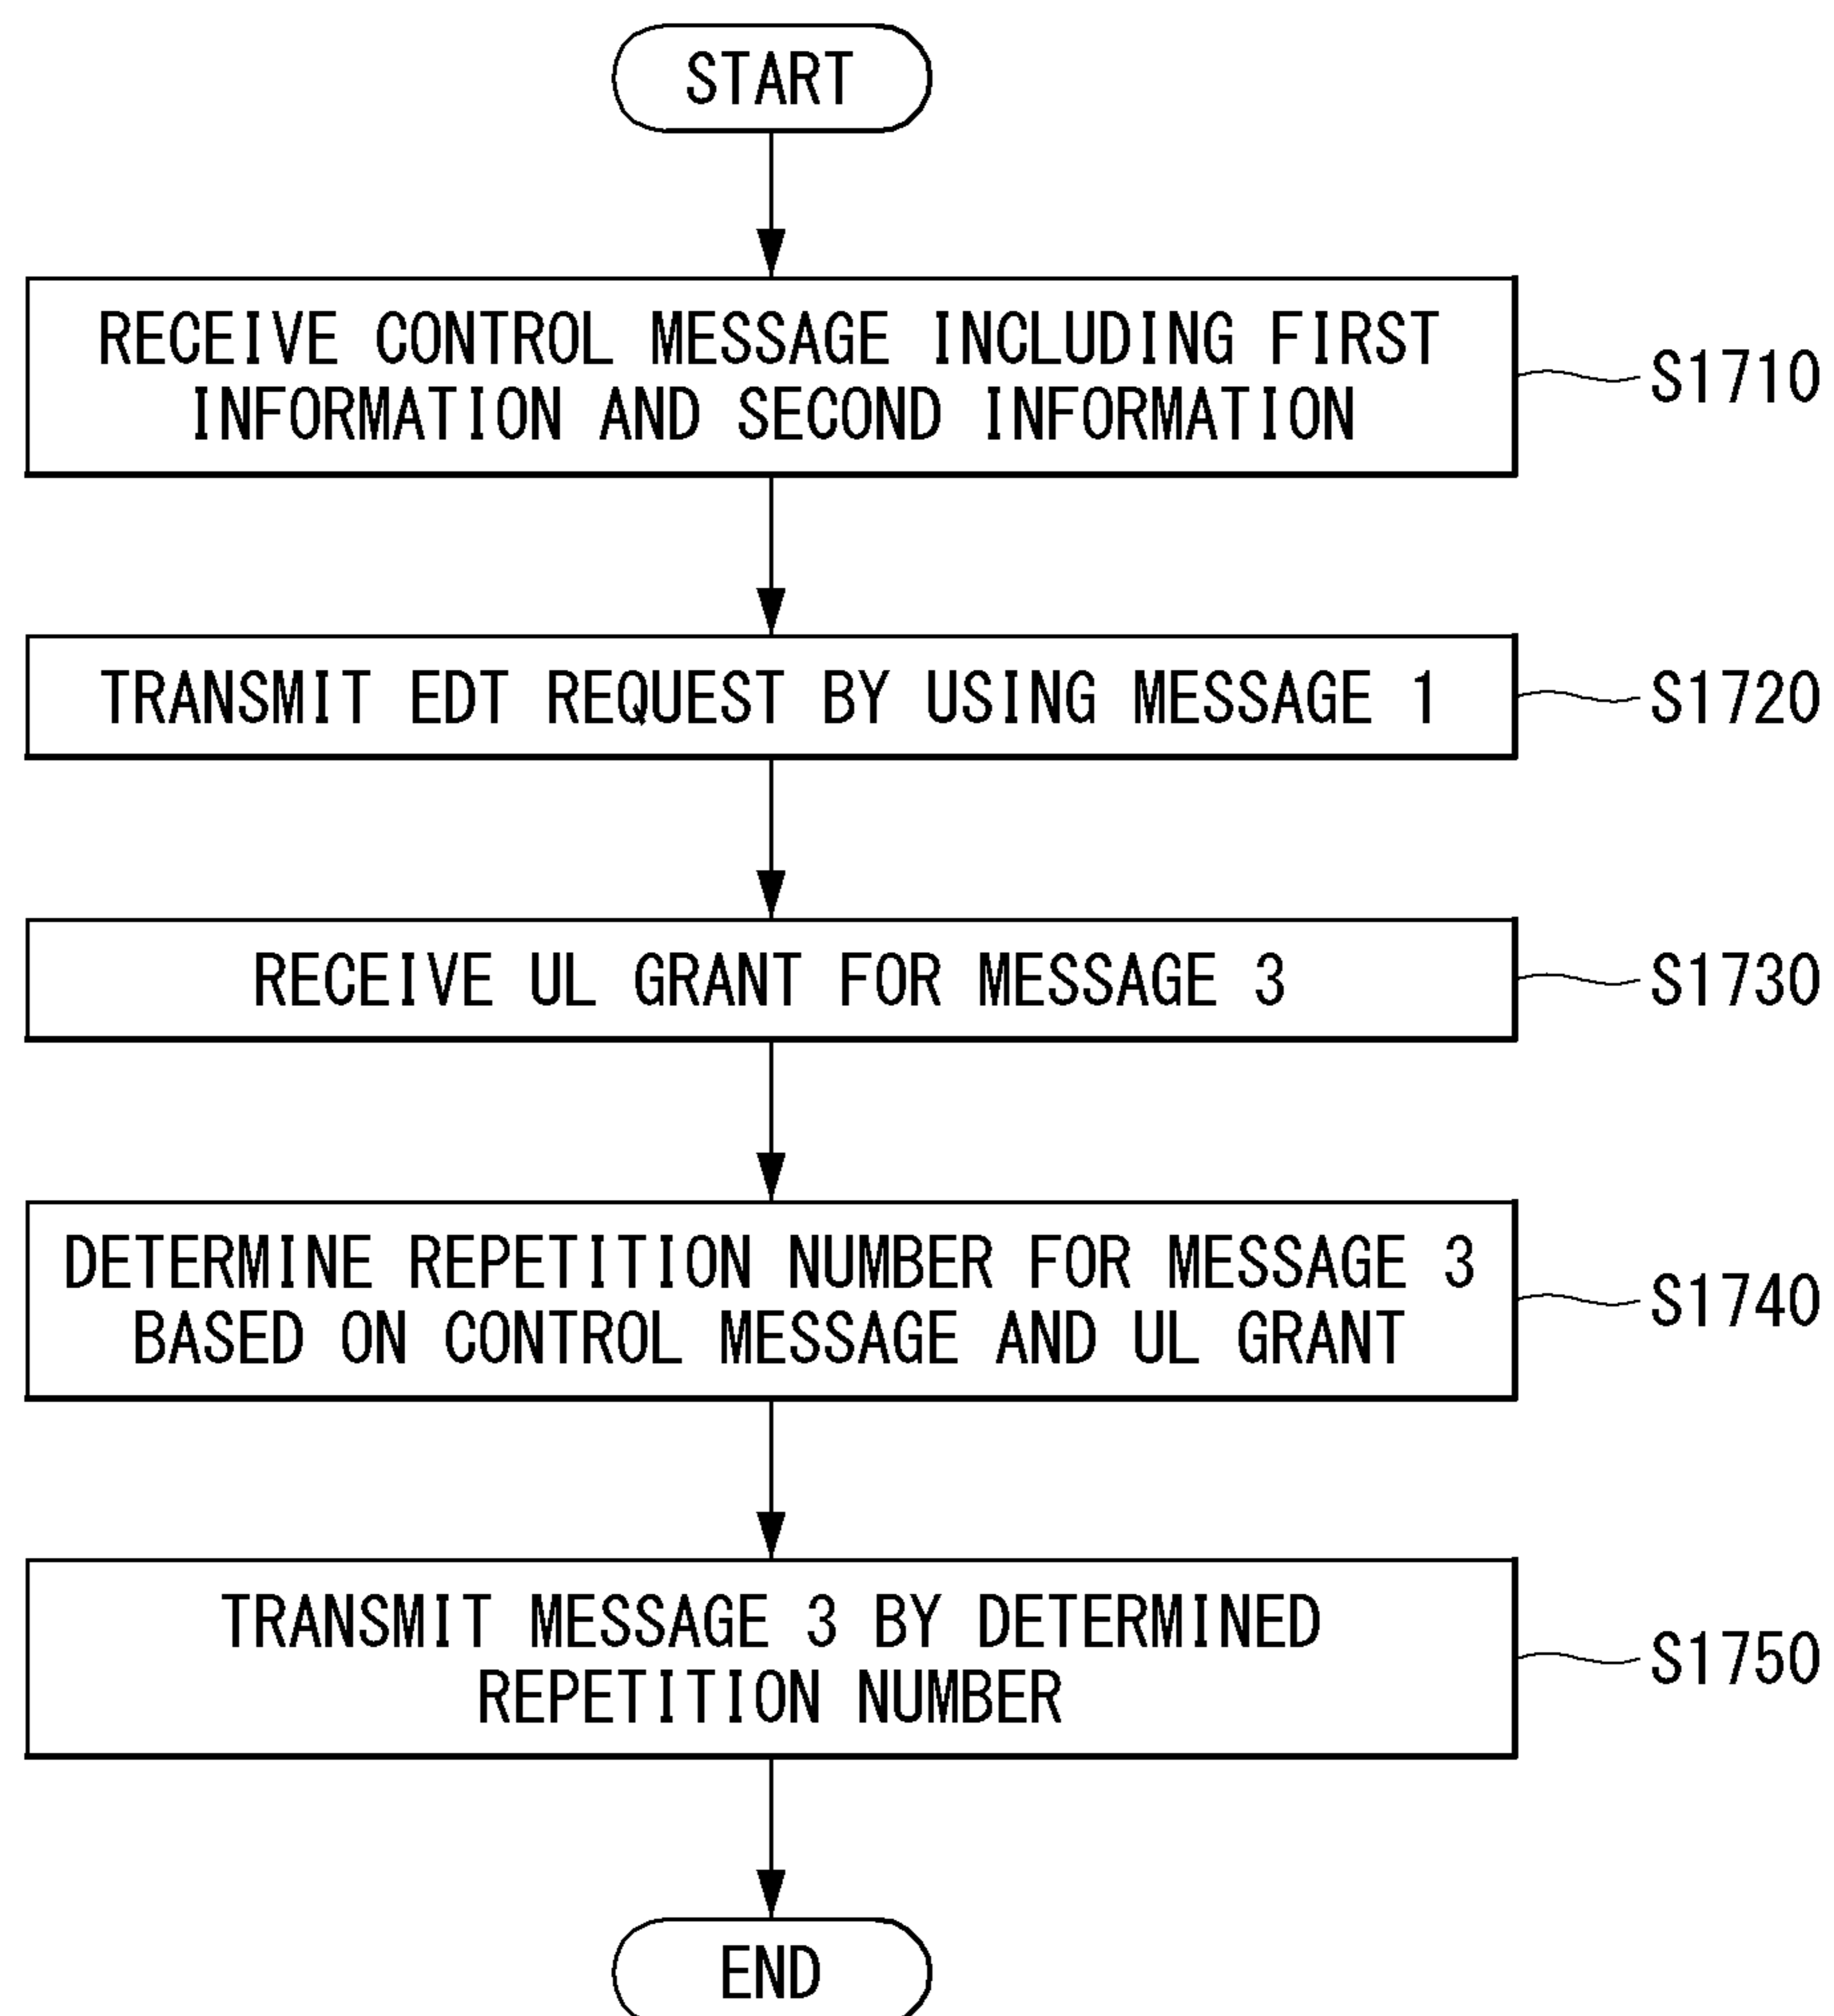 START
RECEIVE CONTROL MESSAGE INCLUDING FIRST
INFORMATION AND SECOND INFORMATION
S1710
TRANSMIT EDT REQUEST BY USING MESSAGE 1
S1720
RECEIVE UL GRANT FOR MESSAGE 3
S1730
DETERMINE REPETITION NUMBER FOR MESSAGE 3
BASED ON CONTROL MESSAGE AND UL GRANT
S1740
TRANSMIT MESSAGE 3 BY DETERMINED
REPETITION NUMBER
S1750
END